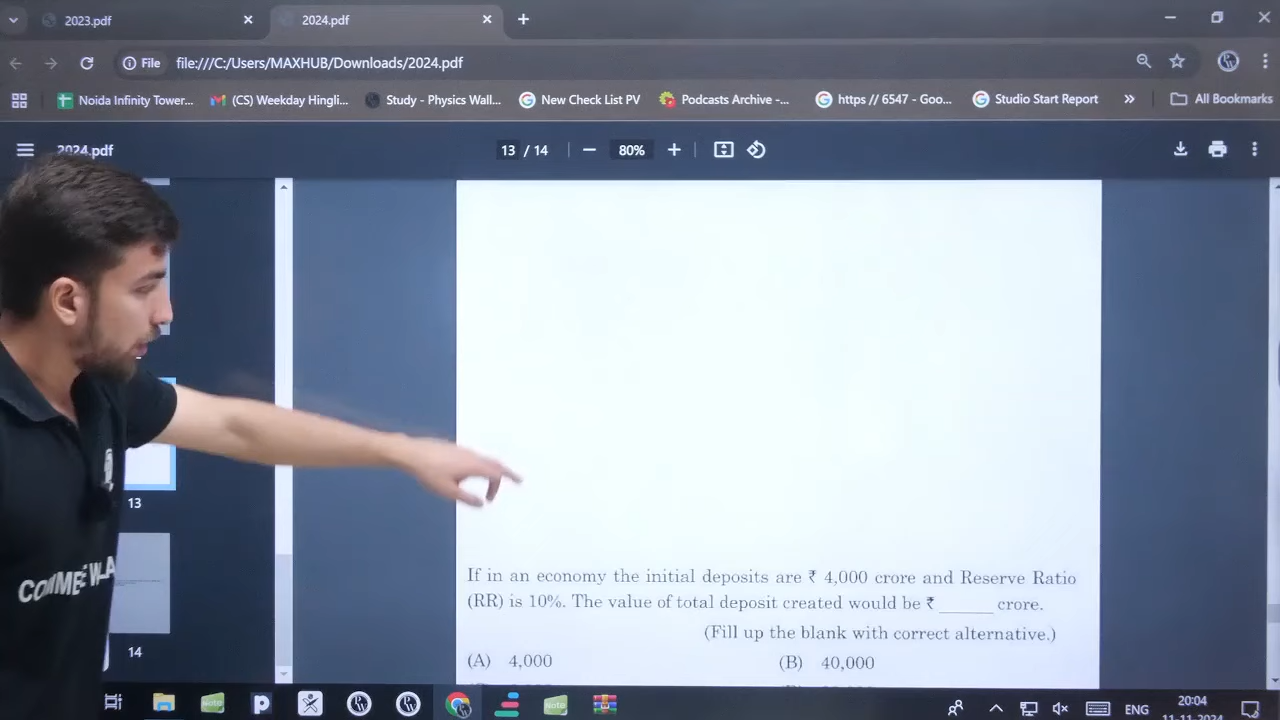 2023.pdf
2024.pdf
File
file:///C:/Users/MAXHUB/Downloads/2024.pdf
Noida Infinity Tower...
(CS) Weekday Hingli...
Study - Physics Wall...
New Check List PV
Podcasts Archive -...
https // 6547 - Goo...
Studio Start Report
All Bookmarks
2024.pdf
13 / 14
80%
13
14
If in an economy the initial deposits are ₹ 4,000 crore and Reserve Ratio
(RR) is 10%. The value of total deposit created would be ₹ ______ crore.
(Fill up the blank with correct alternative.)
(A) 4,000
(B) 40,000
ENG
20:04